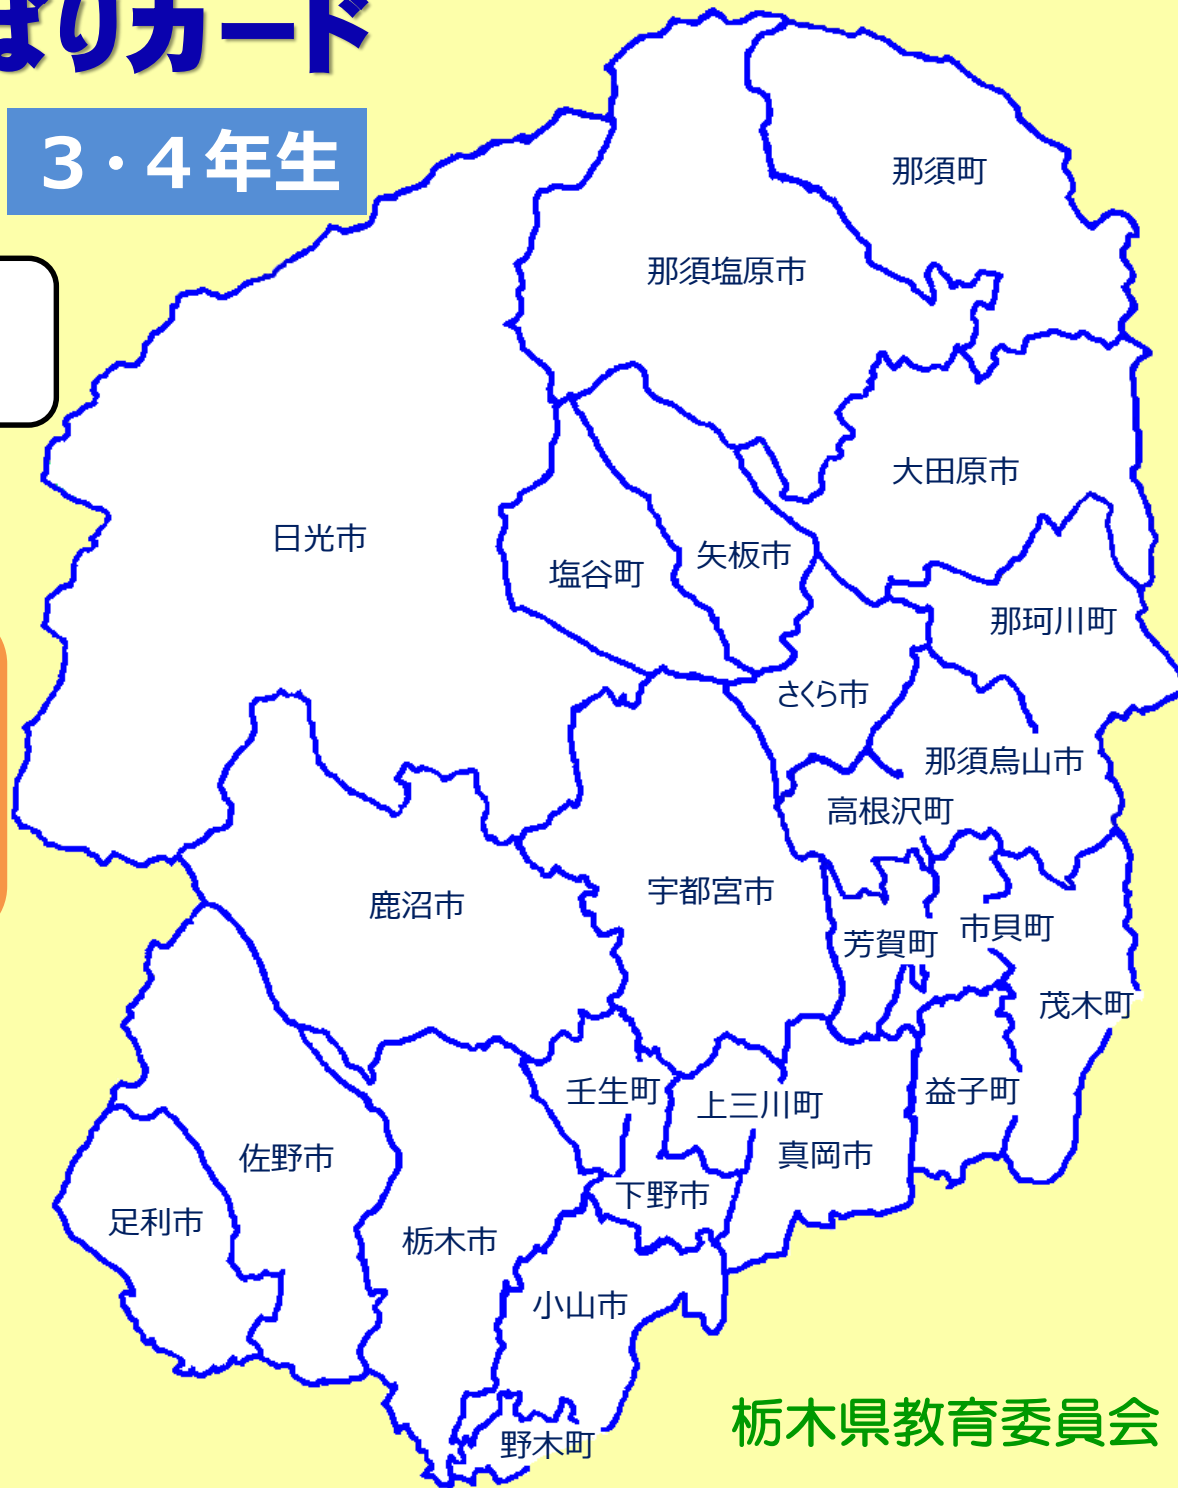 ぱりカード
3・4年生
那須町
那須塩原市
大田原市
日光市
矢板市
塩谷町
那珂川町
さくら市
那須烏山市
高根沢町
宇都宮市
鹿沼市
市貝町
芳賀町
茂木町
壬生町
益子町
上三川町
佐野市
真岡市
下野市
足利市
栃木市
小山市
野木町
栃木県教育委員会